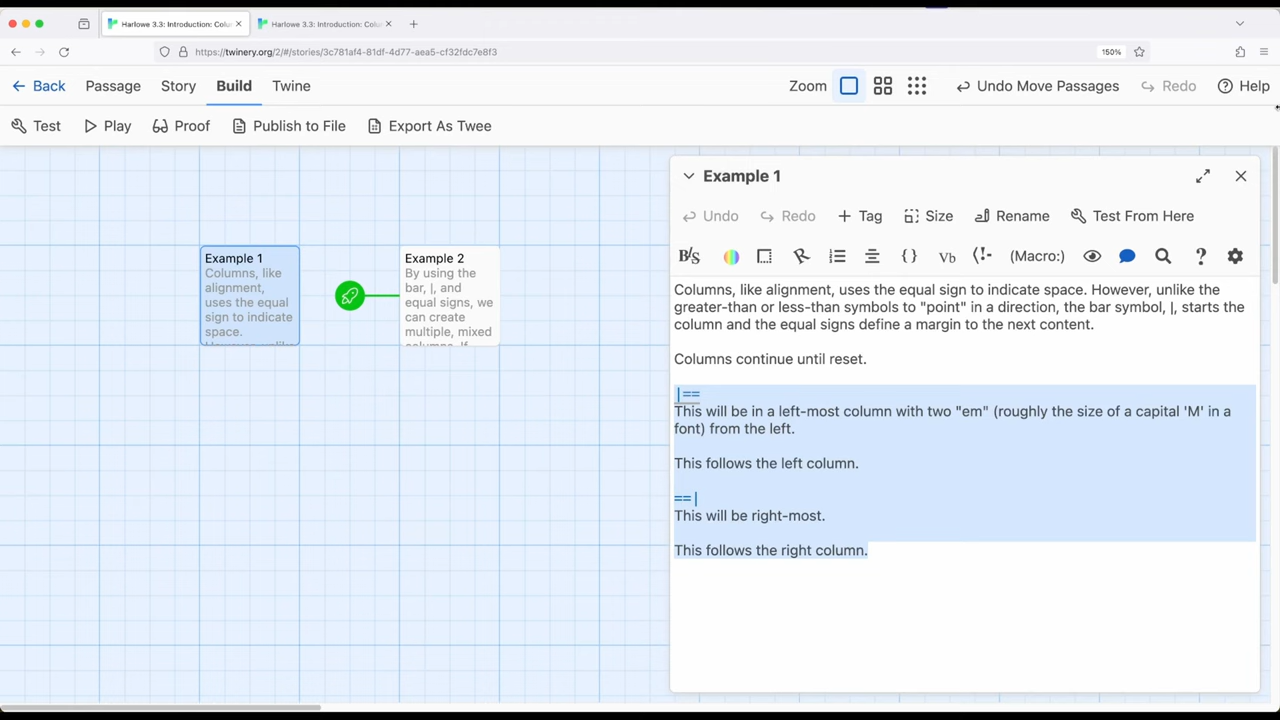 Harlowe 3.3: Introduction: Colu
Harlowe 3.3: Introduction: Colu
https://twinery.org/2/#/stories/3c781af4-81df-4d77-aea5-cf32fdc7e8f3
150%
Back Passage Story Build Twine Zoom Undo Move Passages Redo Help
Test Play Proof Publish to File Export As Twee
Example 1
Columns, like
alignment,
uses the equal
sign to indicate
space.
Example 2
By using the
bar, |, and
equal signs, we
can create
multiple, mixed
columns. If
Example 1
Undo Redo + Tag Size Rename Test From Here
B/S {} Vb (Macro:) ?
Columns, like alignment, uses the equal sign to indicate space. However, unlike the
greater-than or less-than symbols to "point" in a direction, the bar symbol, |, starts the
column and the equal signs define a margin to the next content.
Columns continue until reset.
|==
This will be in a left-most column with two "em" (roughly the size of a capital 'M' in a
font) from the left.
This follows the left column.
==|
This will be right-most.
This follows the right column.